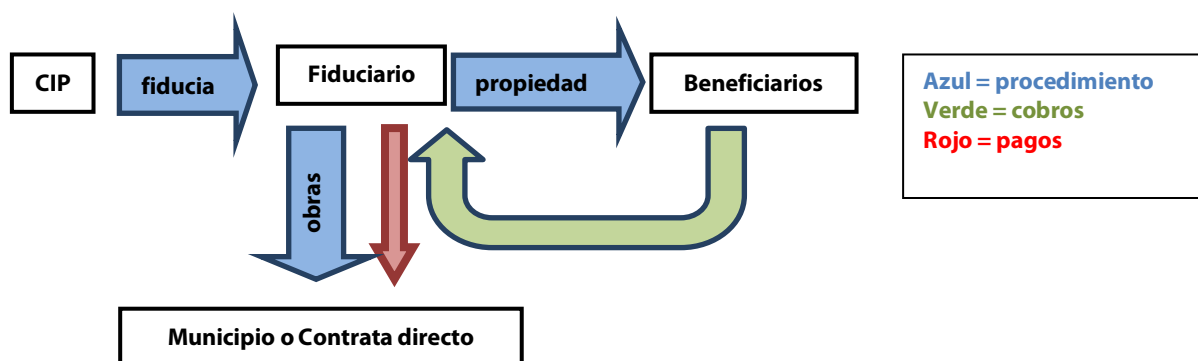 CIP
fiducia
Fiduciario
propiedad
Beneficiarios
Azul = procedimiento
Verde = cobros
Rojo = pagos
obras
Municipio o Contrata directo